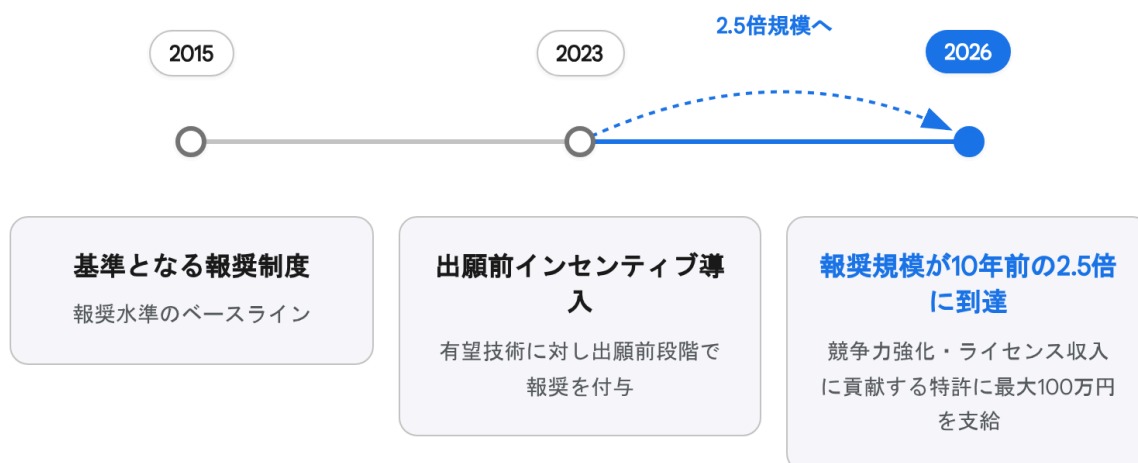 2.5倍規模へ
2015
2023
2026
基準となる報奨制度
報奨水準のベースライン
出願前インセンティブ導
入
有望技術に対し出願前段階で
報奨を付与
報奨規模が10年前の2.5倍
に到達
競争力強化・ライセンス収入
に貢献する特許に最大100万円
を支給